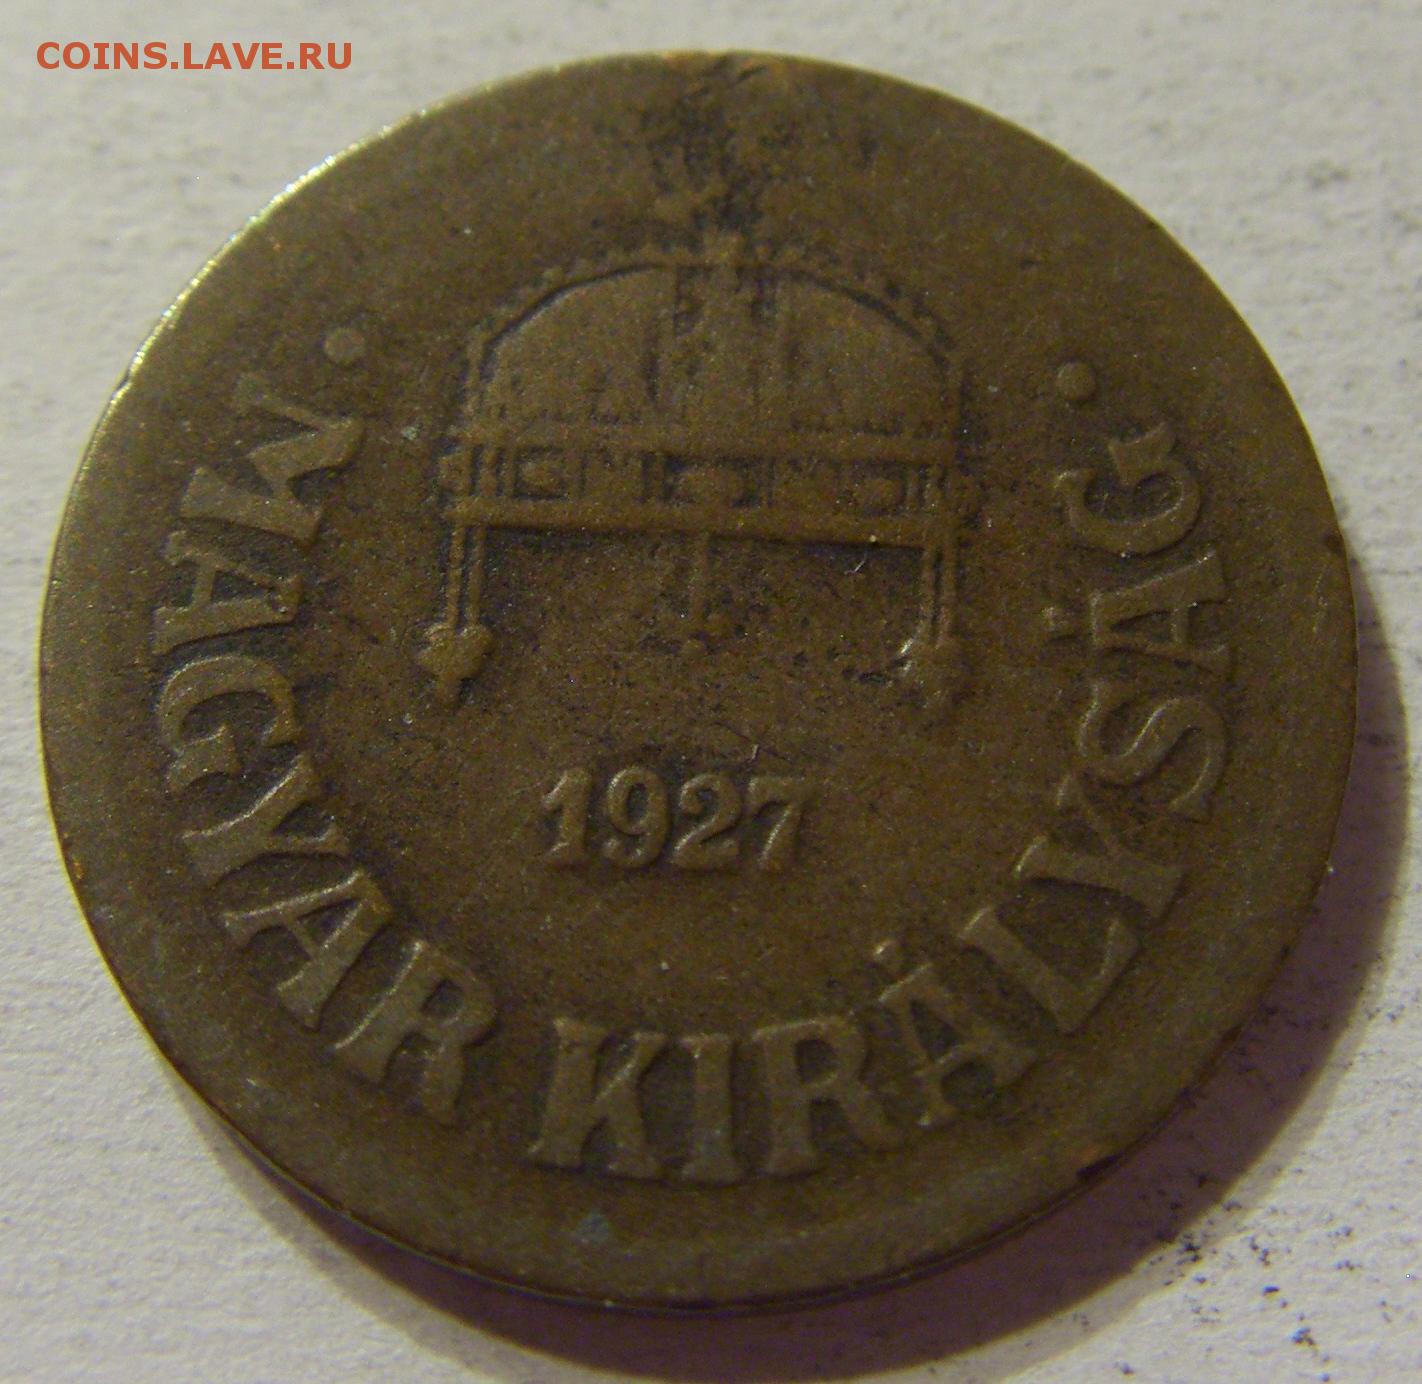 COINS.LAVE.RU
1927
· MAGYAR KIRÁLYSÁG ·